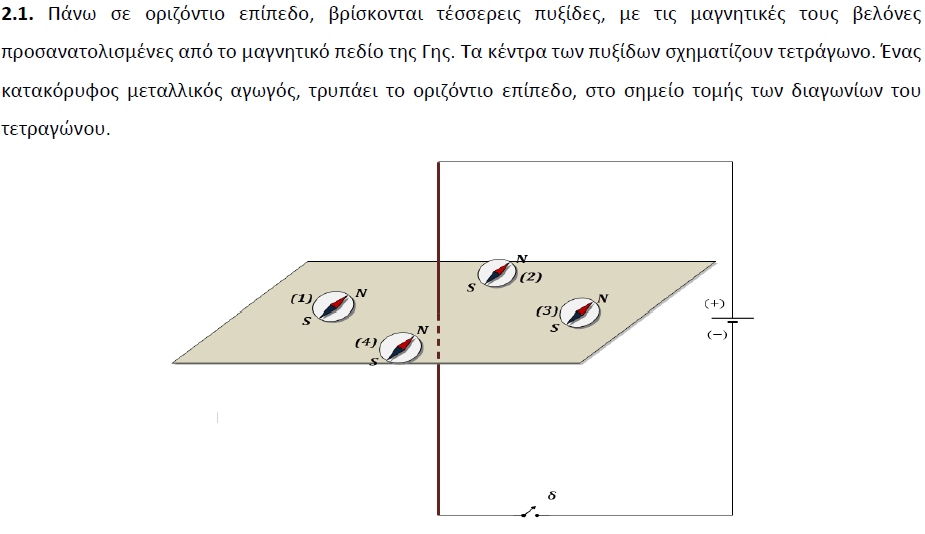 2.1. Πάνω σε οριζόντιο επίπεδο, βρίσκονται τέσσερεις πυξίδες, με τις μαγνητικές τους βελόνες
προσανατολισμένες από το μαγνητικό πεδίο της Γης. Τα κέντρα των πυξίδων σχηματίζουν τετράγωνο. Ένας
κατακόρυφος μεταλλικός αγωγός, τρυπάει το οριζόντιο επίπεδο, στο σημείο τομής των διαγωνίων του
τετραγώνου.
N
(2)
S
(1) N
S
(3) N
S
(+)
(−)
(4) N
S
δ